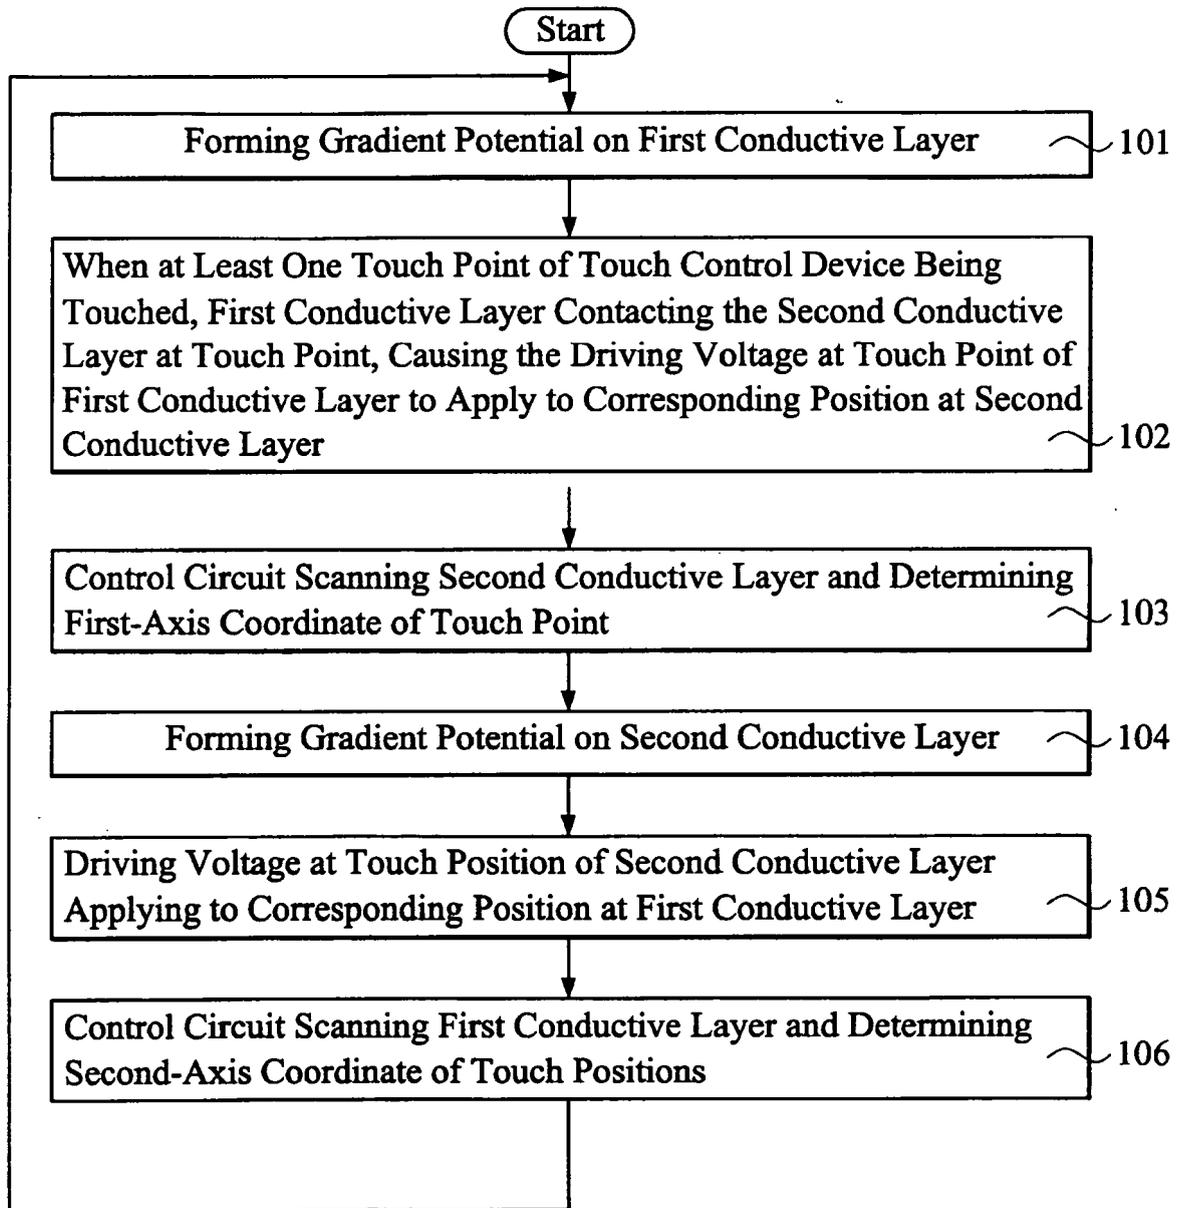 Start
Forming Gradient Potential on First Conductive Layer
101
When at Least One Touch Point of Touch Control Device Being
Touched, First Conductive Layer Contacting the Second Conductive
Layer at Touch Point, Causing the Driving Voltage at Touch Point of
First Conductive Layer to Apply to Corresponding Position at Second
Conductive Layer
102
Control Circuit Scanning Second Conductive Layer and Determining
First-Axis Coordinate of Touch Point
103
Forming Gradient Potential on Second Conductive Layer
104
Driving Voltage at Touch Position of Second Conductive Layer
Applying to Corresponding Position at First Conductive Layer
105
Control Circuit Scanning First Conductive Layer and Determining
Second-Axis Coordinate of Touch Positions
106